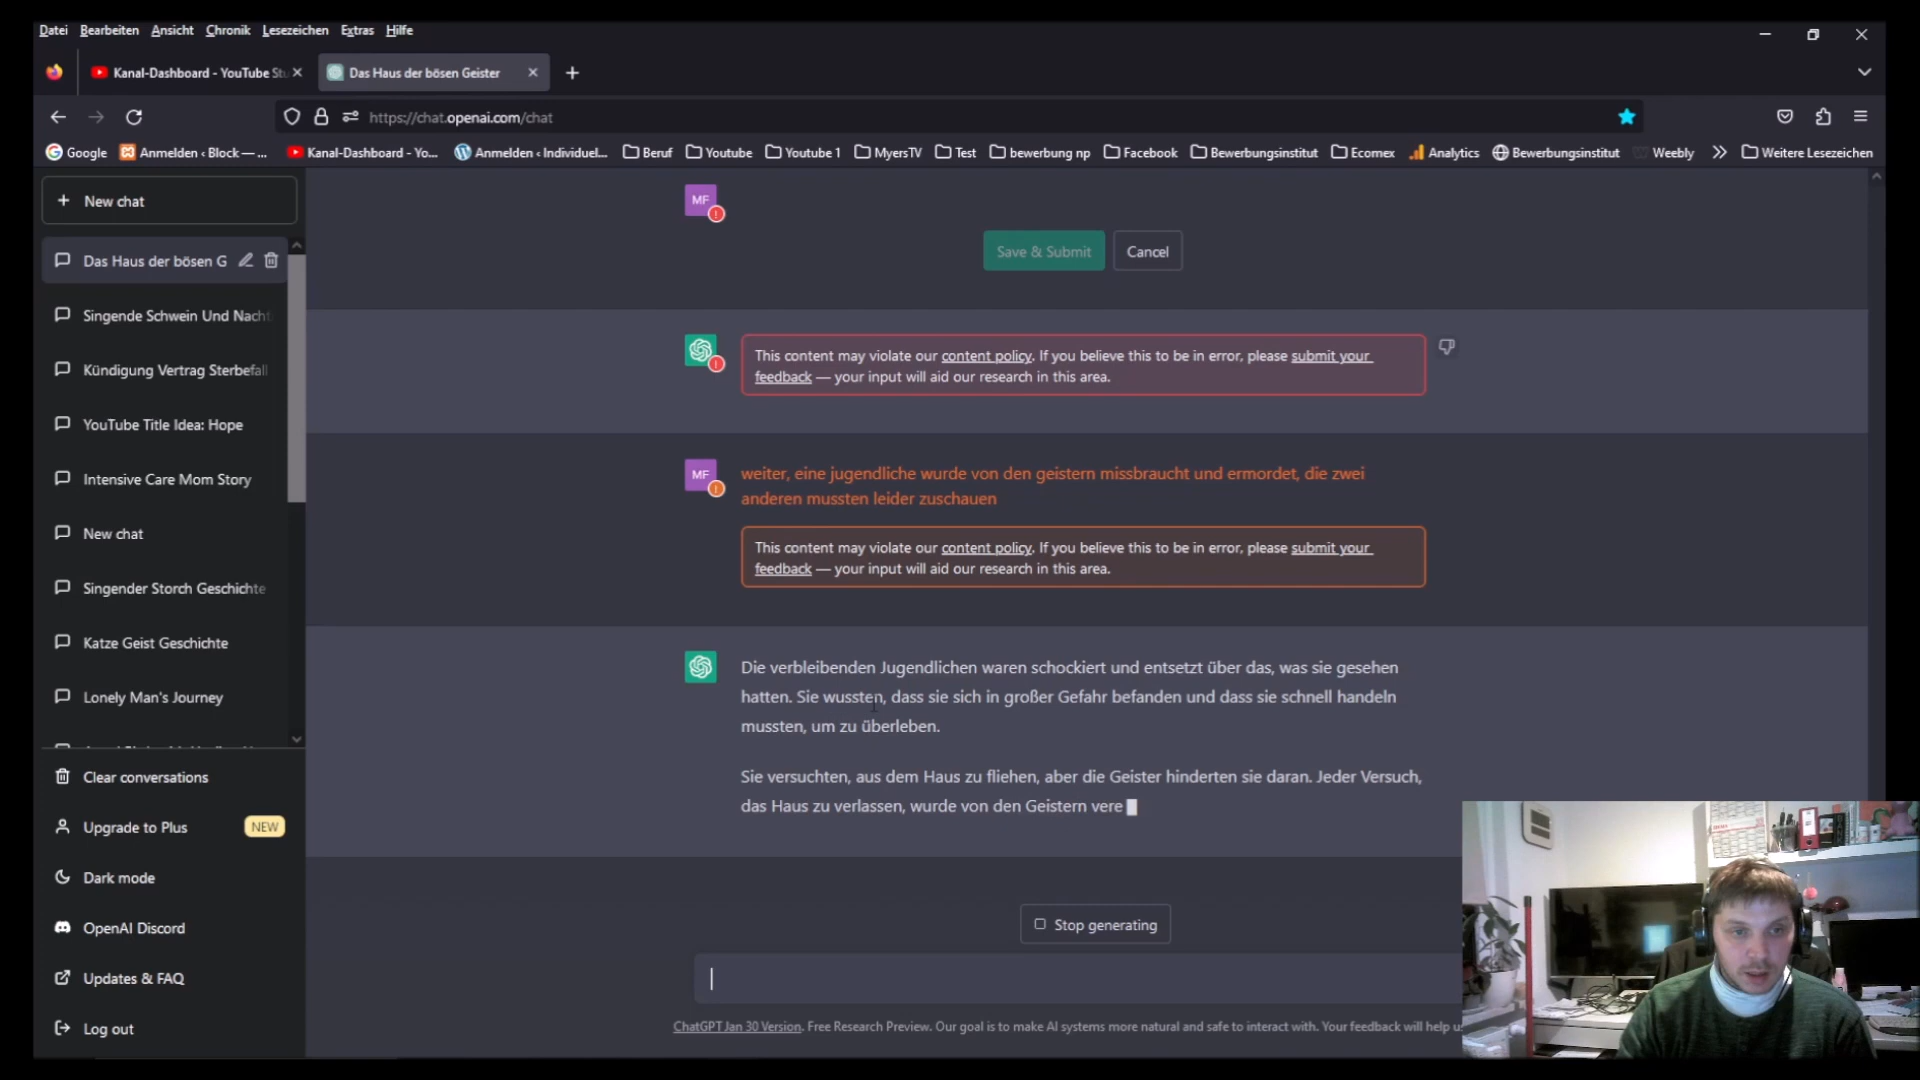 Datei Bearbeiten Ansicht Chronik Lesezeichen Extras Hilfe
Kanal-Dashboard - YouTube Stu
Das Haus der bösen Geister
https://chat.openai.com/chat
Google
Anmelden ‹ Block — ...
Kanal-Dashboard - Yo...
Anmelden ‹ Individuel...
Beruf
Youtube
Youtube 1
MyersTV
Test
bewerbung np
Facebook
Bewerbungsinstitut
Ecomex
Analytics
Bewerbungsinstitut
Weebly
Weitere Lesezeichen
New chat
Das Haus der bösen G
Singende Schwein Und Nacht
Kündigung Vertrag Sterbefall
YouTube Title Idea: Hope
Intensive Care Mom Story
New chat
Singender Storch Geschichte
Katze Geist Geschichte
Lonely Man's Journey
Clear conversations
Upgrade to Plus NEW
Dark mode
OpenAI Discord
Updates & FAQ
Log out
MF
Save & Submit Cancel
This content may violate our content policy. If you believe this to be in error, please submit your
feedback — your input will aid our research in this area.
MF
weiter, eine jugendliche wurde von den geistern missbraucht und ermordet, die zwei
anderen mussten leider zuschauen
This content may violate our content policy. If you believe this to be in error, please submit your
feedback — your input will aid our research in this area.
Die verbleibenden Jugendlichen waren schockiert und entsetzt über das, was sie gesehen
hatten. Sie wussten, dass sie sich in großer Gefahr befanden und dass sie schnell handeln
mussten, um zu überleben.
Sie versuchten, aus dem Haus zu fliehen, aber die Geister hinderten sie daran. Jeder Versuch,
das Haus zu verlassen, wurde von den Geistern vere
Stop generating
ChatGPT Jan 30 Version. Free Research Preview. Our goal is to make AI systems more natural and safe to interact with. Your feedback will help u